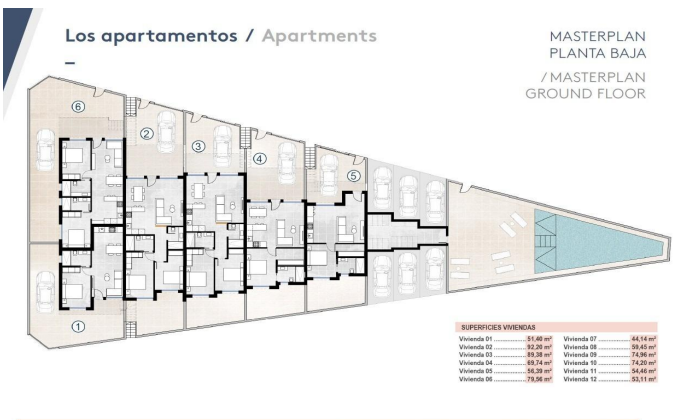 Los apartamentos / Apartments
MASTERPLAN
PLANTA BAJA
/ MASTERPLAN
GROUND FLOOR
6
2
3
4
5
1
SUPERFICIES VIVIENDAS
Vivienda 01 .............. 51,40 m² Vivienda 07 .............. 44,14 m²
Vivienda 02 .............. 92,20 m² Vivienda 08 .............. 59,45 m²
Vivienda 03 .............. 89,38 m² Vivienda 09 .............. 74,96 m²
Vivienda 04 .............. 69,74 m² Vivienda 10 .............. 74,20 m²
Vivienda 05 .............. 56,39 m² Vivienda 11 .............. 54,46 m²
Vivienda 06 .............. 79,56 m² Vivienda 12 .............. 53,11 m²